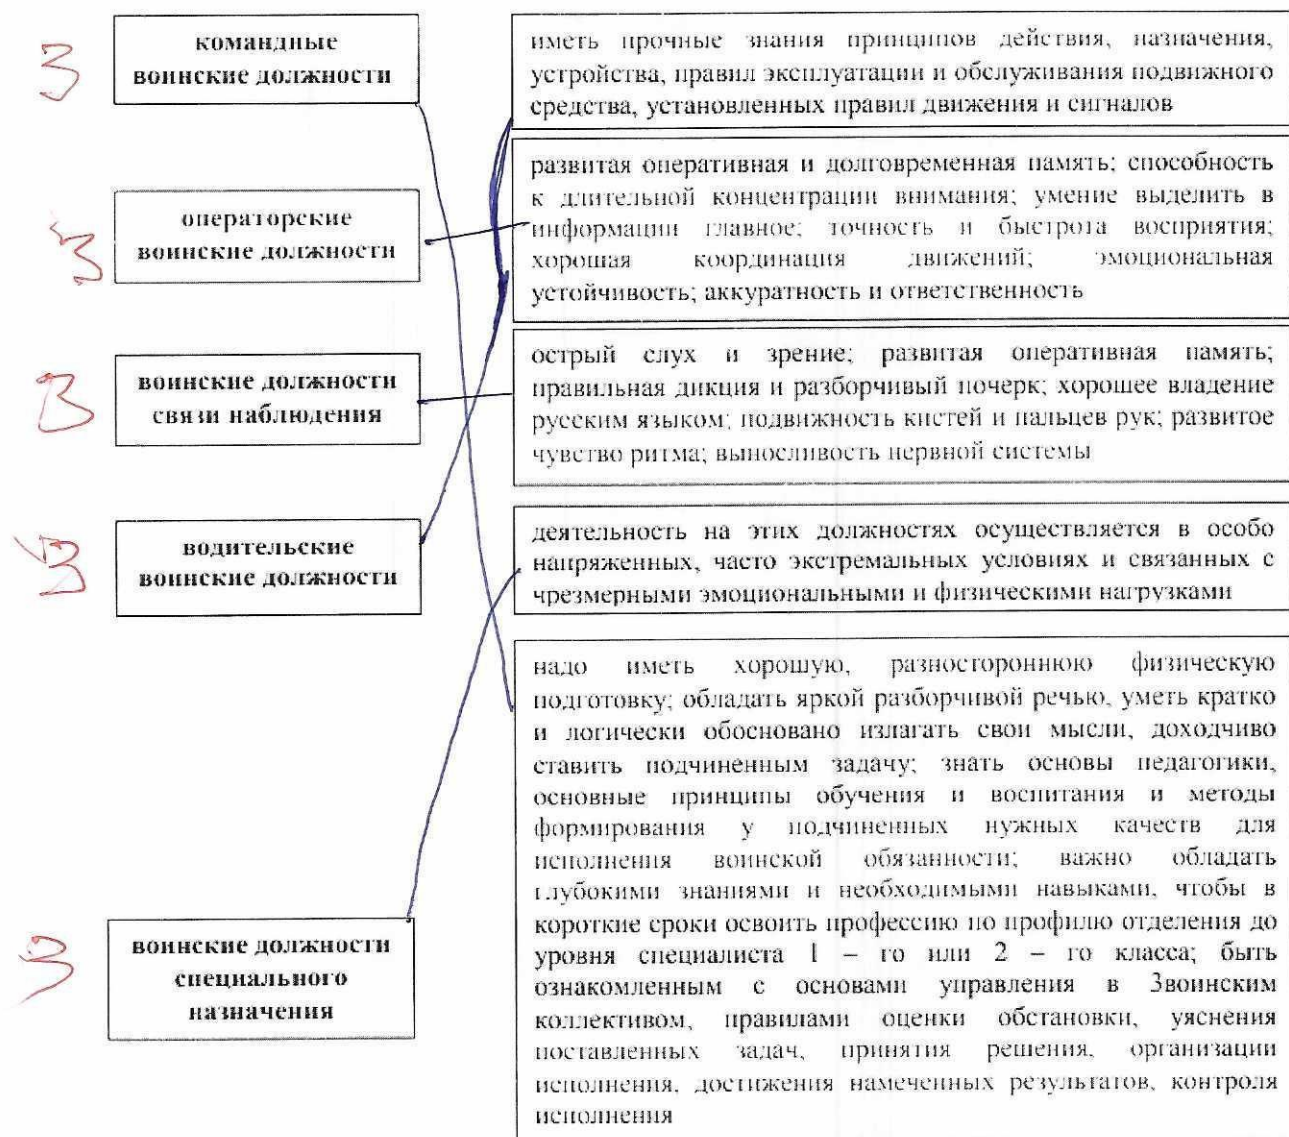 3
командные
воинские должности
иметь прочные знания принципов действия, назначения,
устройства, правил эксплуатации и обслуживания подвижного
средства, установленных правил движения и сигналов
3
операторские
воинские должности
развитая оперативная и долговременная память; способность
к длительной концентрации внимания; умение выделить в
информации главное; точность и быстрота восприятия;
хорошая координация движений; эмоциональная
устойчивость; аккуратность и ответственность
3
воинские должности
связи наблюдения
острый слух и зрение; развитая оперативная память;
правильная дикция и разборчивый почерк; хорошее владение
русским языком; подвижность кистей и пальцев рук; развитое
чувство ритма; выносливость нервной системы
3
водительские
воинские должности
деятельность на этих должностях осуществляется в особо
напряженных, часто экстремальных условиях и связанных с
чрезмерными эмоциональными и физическими нагрузками
3
воинские должности
специального
назначения
надо иметь хорошую, разностороннюю физическую
подготовку; обладать яркой разборчивой речью, уметь кратко
и логически обосновано излагать свои мысли, доходчиво
ставить подчиненным задачу; знать основы педагогики,
основные принципы обучения и воспитания и методы
формирования у подчиненных нужных качеств для
исполнения воинской обязанности; важно обладать
глубокими знаниями и необходимыми навыками, чтобы в
короткие сроки освоить профессию по профилю отделения до
уровня специалиста 1 – го или 2 – го класса; быть
ознакомленным с основами управления в 3воинским
коллективом, правилами оценки обстановки, уяснения
поставленных задач, принятия решения, организации
исполнения, достижения намеченных результатов, контроля
исполнения